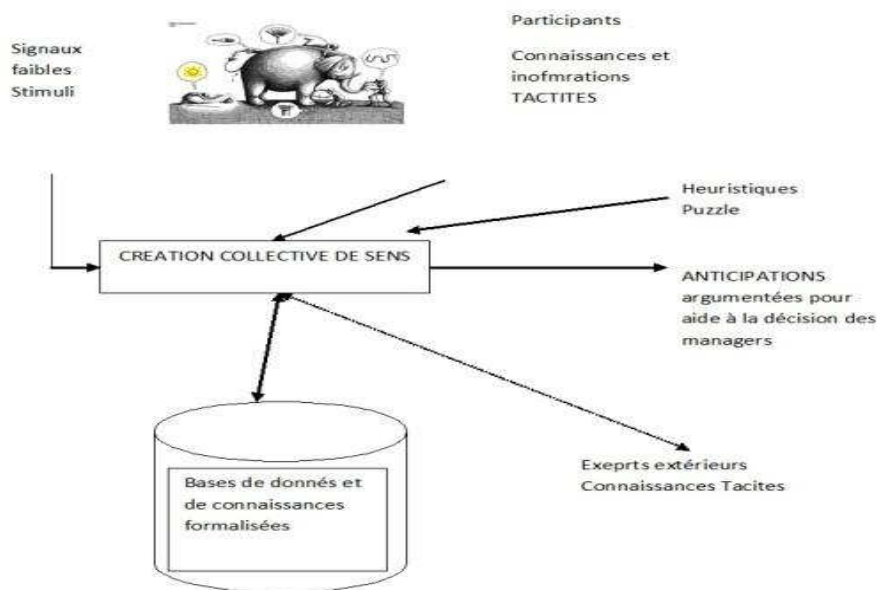 Signaux
faibles
Stimuli
Participants
Connaissances et
inofmrations
TACTITES
Heuristiques
Puzzle
CREATION COLLECTIVE DE SENS
ANTICIPATIONS
argumentées pour
aide à la décision des
managers
Bases de donnés et
de connaissances
formalisées
Exeprts extérieurs
Connaissances Tacites